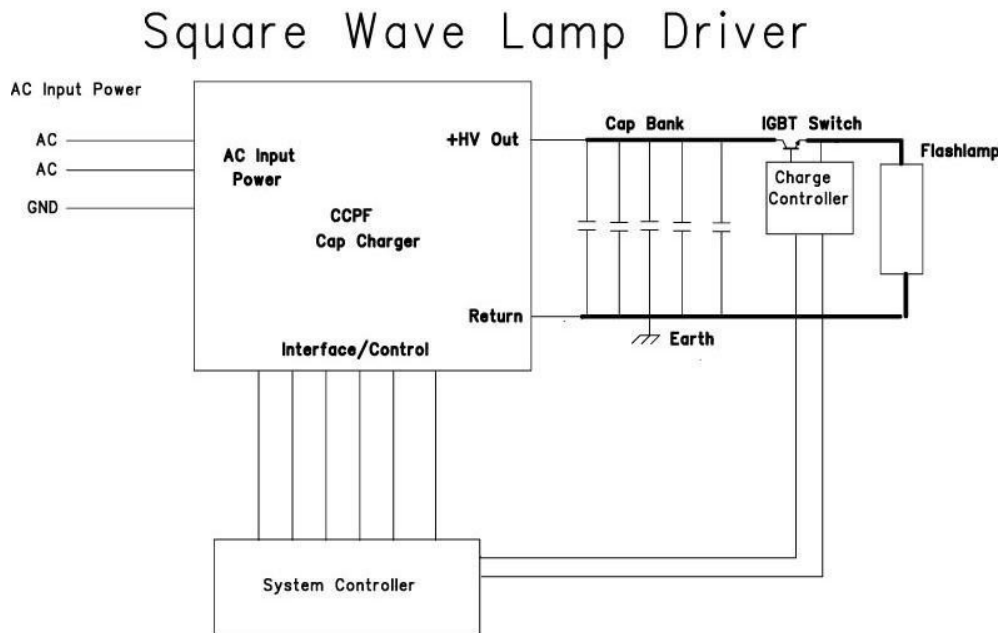 Square Wave Lamp Driver
AC Input Power
AC
AC
GND
AC Input
Power
CCPF
Cap Charger
+HV Out
Return
Interface/Control
Cap Bank
IGBT Switch
Charge
Controller
Flashlamp
Earth
System Controller